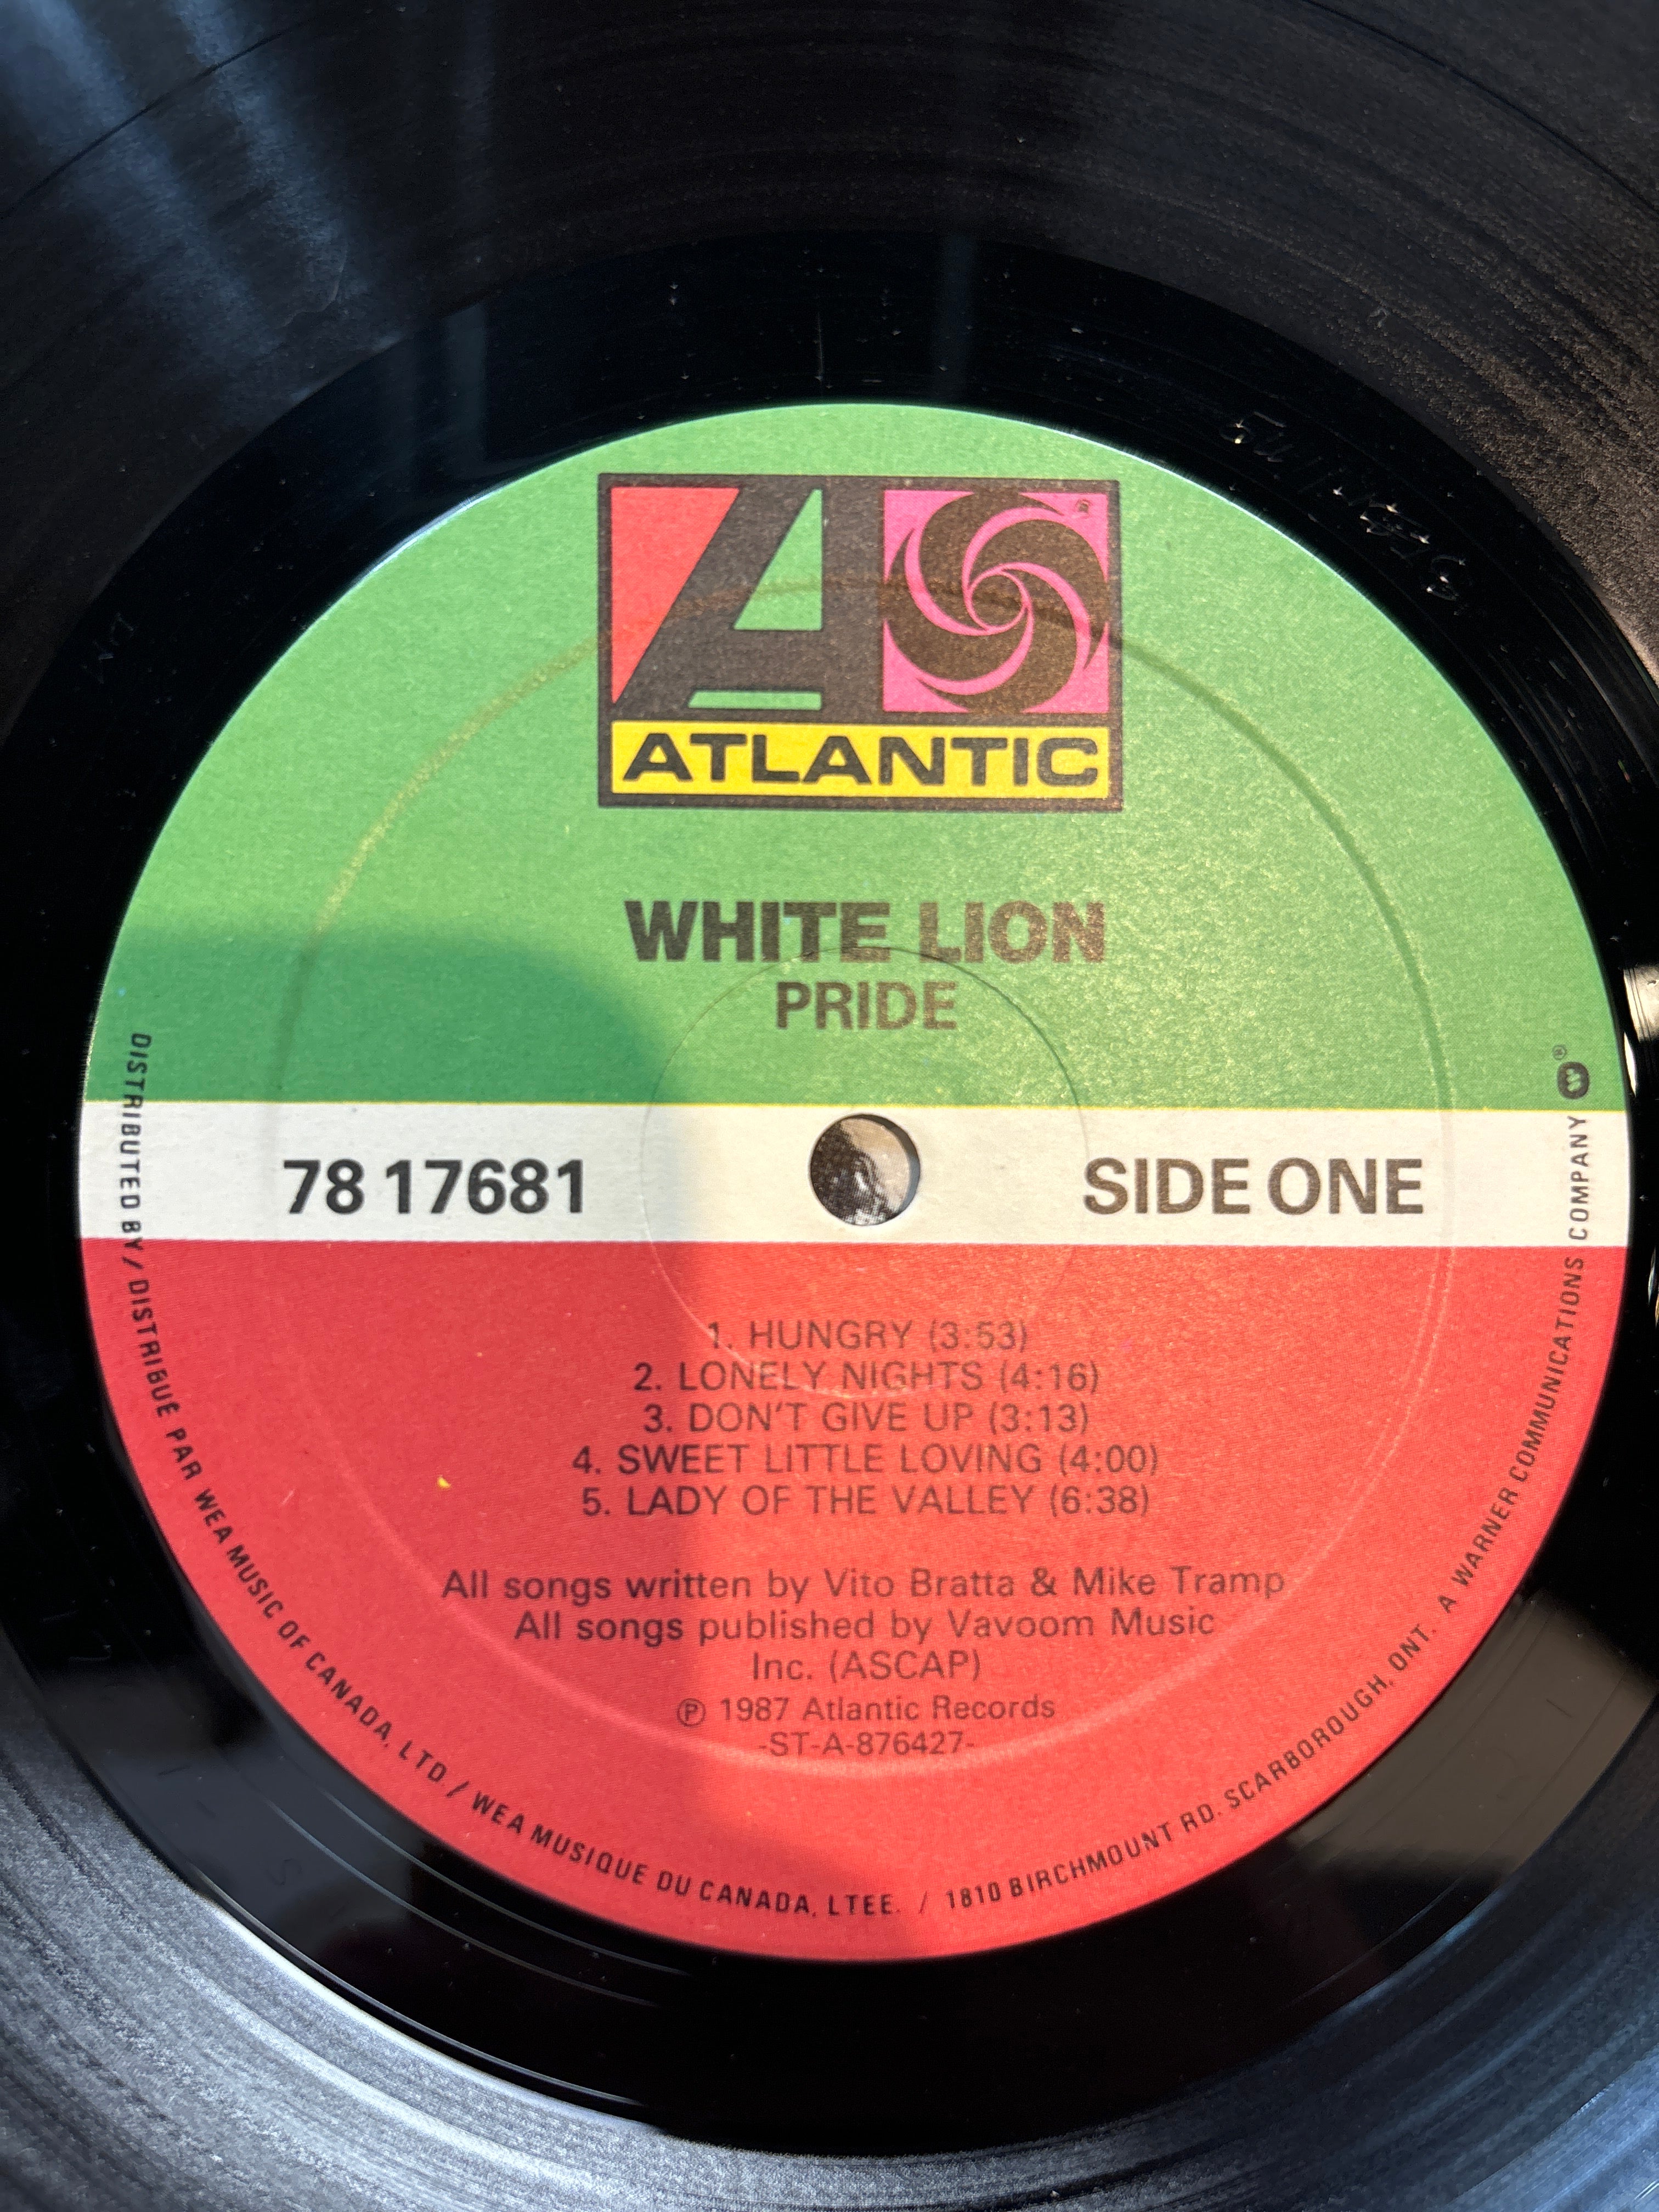 ATLANTIC
WHITE LION
PRIDE
78 17681
SIDE ONE
1. HUNGRY (3:53)
2. LONELY NIGHTS (4:16)
3. DON'T GIVE UP (3:13)
4. SWEET LITTLE LOVING (4:00)
5. LADY OF THE VALLEY (6:38)
All songs written by Vito Bratta & Mike Tramp
All songs published by Vavoom Music
Inc. (ASCAP)
℗ 1987 Atlantic Records
-ST-A-876427-
DISTRIBUTED BY / DISTRIBUÉ PAR WEA MUSIC OF CANADA, LTD. / WEA MUSIQUE DU CANADA, LTEE. / 1810 BIRCHMOUNT RD. SCARBOROUGH, ONT. A WARNER COMMUNICATIONS COMPANY